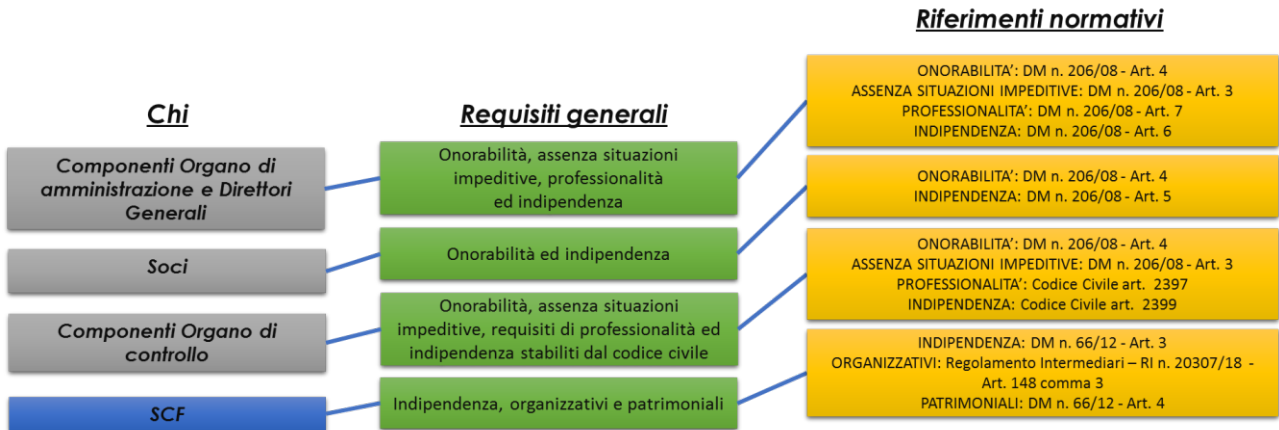 Riferimenti normativi
Chi
Requisiti generali
Componenti Organo di
amministrazione e Direttori
Generali
Onorabilità, assenza situazioni
impeditive, professionalità
ed indipendenza
ONORABILITA’: DM n. 206/08 - Art. 4
ASSENZA SITUAZIONI IMPEDITIVE: DM n. 206/08 - Art. 3
PROFESSIONALITA’: DM n. 206/08 - Art. 7
INDIPENDENZA: DM n. 206/08 - Art. 6
Soci
Onorabilità ed indipendenza
ONORABILITA’: DM n. 206/08 - Art. 4
INDIPENDENZA: DM n. 206/08 - Art. 5
Componenti Organo di
controllo
Onorabilità, assenza situazioni
impeditive, requisiti di professionalità ed
indipendenza stabiliti dal codice civile
ONORABILITA’: DM n. 206/08 - Art. 4
ASSENZA SITUAZIONI IMPEDITIVE: DM n. 206/08 - Art. 3
PROFESSIONALITA’: Codice Civile art. 2397
INDIPENDENZA: Codice Civile art. 2399
SCF
Indipendenza, organizzativi e patrimoniali
INDIPENDENZA: DM n. 66/12 - Art. 3
ORGANIZZATIVI: Regolamento Intermediari – RI n. 20307/18 -
Art. 148 comma 3
PATRIMONIALI: DM n. 66/12 - Art. 4